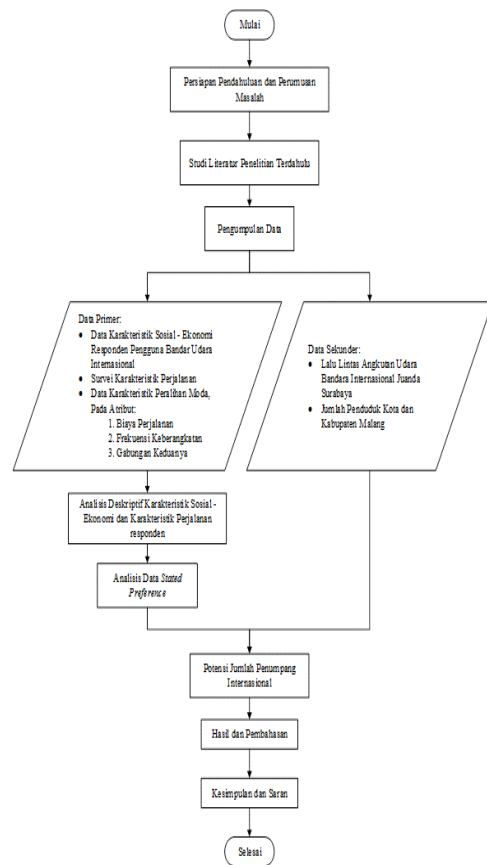 Mulai
Persiapan Pendahuluan dan Perumusan
Masalah
Studi Literatur Penelitian Terdahulu
Pengumpulan Data
Data Primer:
• Data Karakteristik Sosial - Ekonomi
Responden Pengguna Bandar Udara
Internasional
• Survei Karakteristik Perjalanan
• Data Karakteristik Peralihan Moda,
Pada Atribut:
1. Biaya Perjalanan
2. Frekuensi Keberangkatan
3. Gabungan Keduanya
Data Sekunder:
• Lalu Lintas Angkutan Udara
Bandara Internasional Juanda
Surabaya
• Jumlah Penduduk Kota dan
Kabupaten Malang
Analisis Deskriptif Karakteristik Sosial -
Ekonomi dan Karakteristik Perjalanan
responden
Analisis Data Stated
Preference
Potensi Jumlah Penumpang
Internasional
Hasil dan Pembahasan
Kesimpulan dan Saran
Selesai